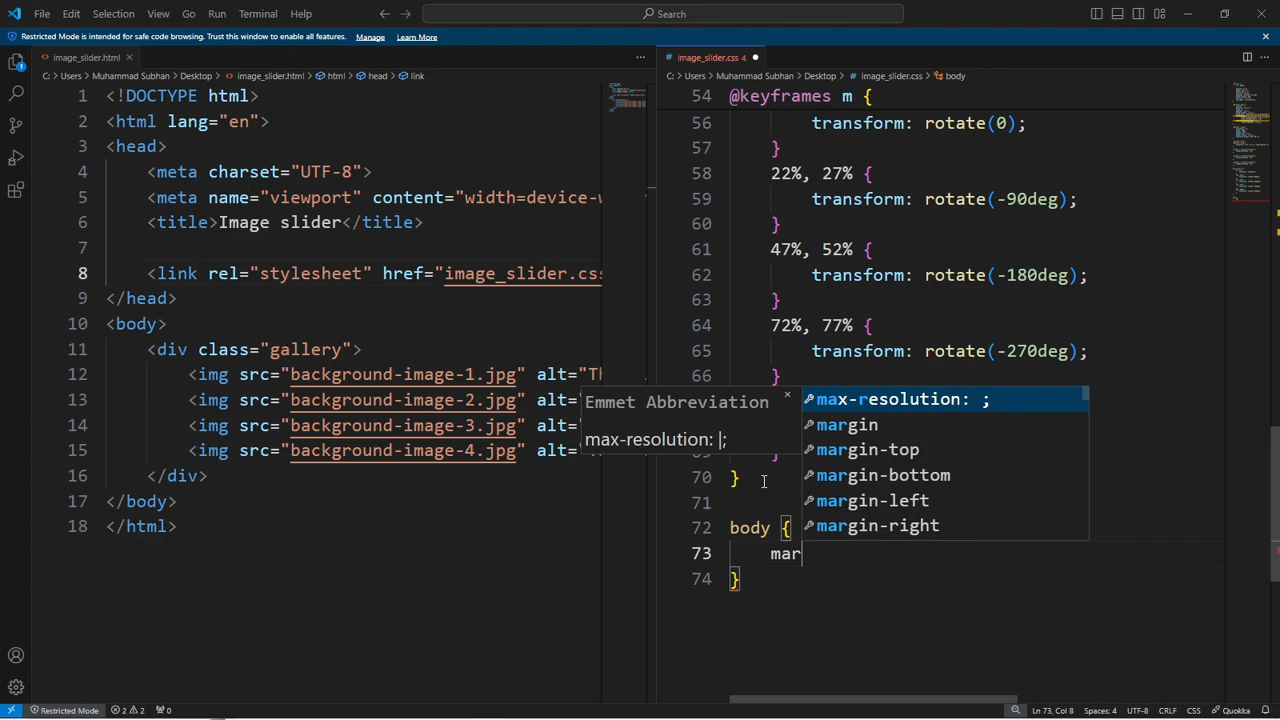 File Edit Selection View Go Run Terminal Help Search
Restricted Mode is intended for safe code browsing. Trust this window to enable all features. Manage Learn More
image_slider.html
C: > Users > Muhammad Subhan > Desktop > image_slider.html > html > head > link
1 <!DOCTYPE html>
2 <html lang="en">
3 <head>
4 <meta charset="UTF-8">
5 <meta name="viewport" content="width=device-w
6 <title>Image slider</title>
7
8 <link rel="stylesheet" href="image_slider.css
9 </head>
10 <body>
11 <div class="gallery">
12 <img src="background-image-1.jpg" alt="Th
13 <img src="background-image-2.jpg" alt="
14 <img src="background-image-3.jpg" alt="
15 <img src="background-image-4.jpg" alt="
16 </div>
17 </body>
18 </html>
image_slider.css 4
C: > Users > Muhammad Subhan > Desktop > image_slider.css > body
54 @keyframes m {
56 transform: rotate(0);
57 }
58 22%, 27% {
59 transform: rotate(-90deg);
60 }
61 47%, 52% {
62 transform: rotate(-180deg);
63 }
64 72%, 77% {
65 transform: rotate(-270deg);
66 }
70 }
71
72 body {
73 mar
74 }
Emmet Abbreviation
max-resolution: |;
max-resolution: ;
margin
margin-top
margin-bottom
margin-left
margin-right
Restricted Mode 2 2 0 Ln 73, Col 8 Spaces: 4 UTF-8 CRLF CSS Quokka